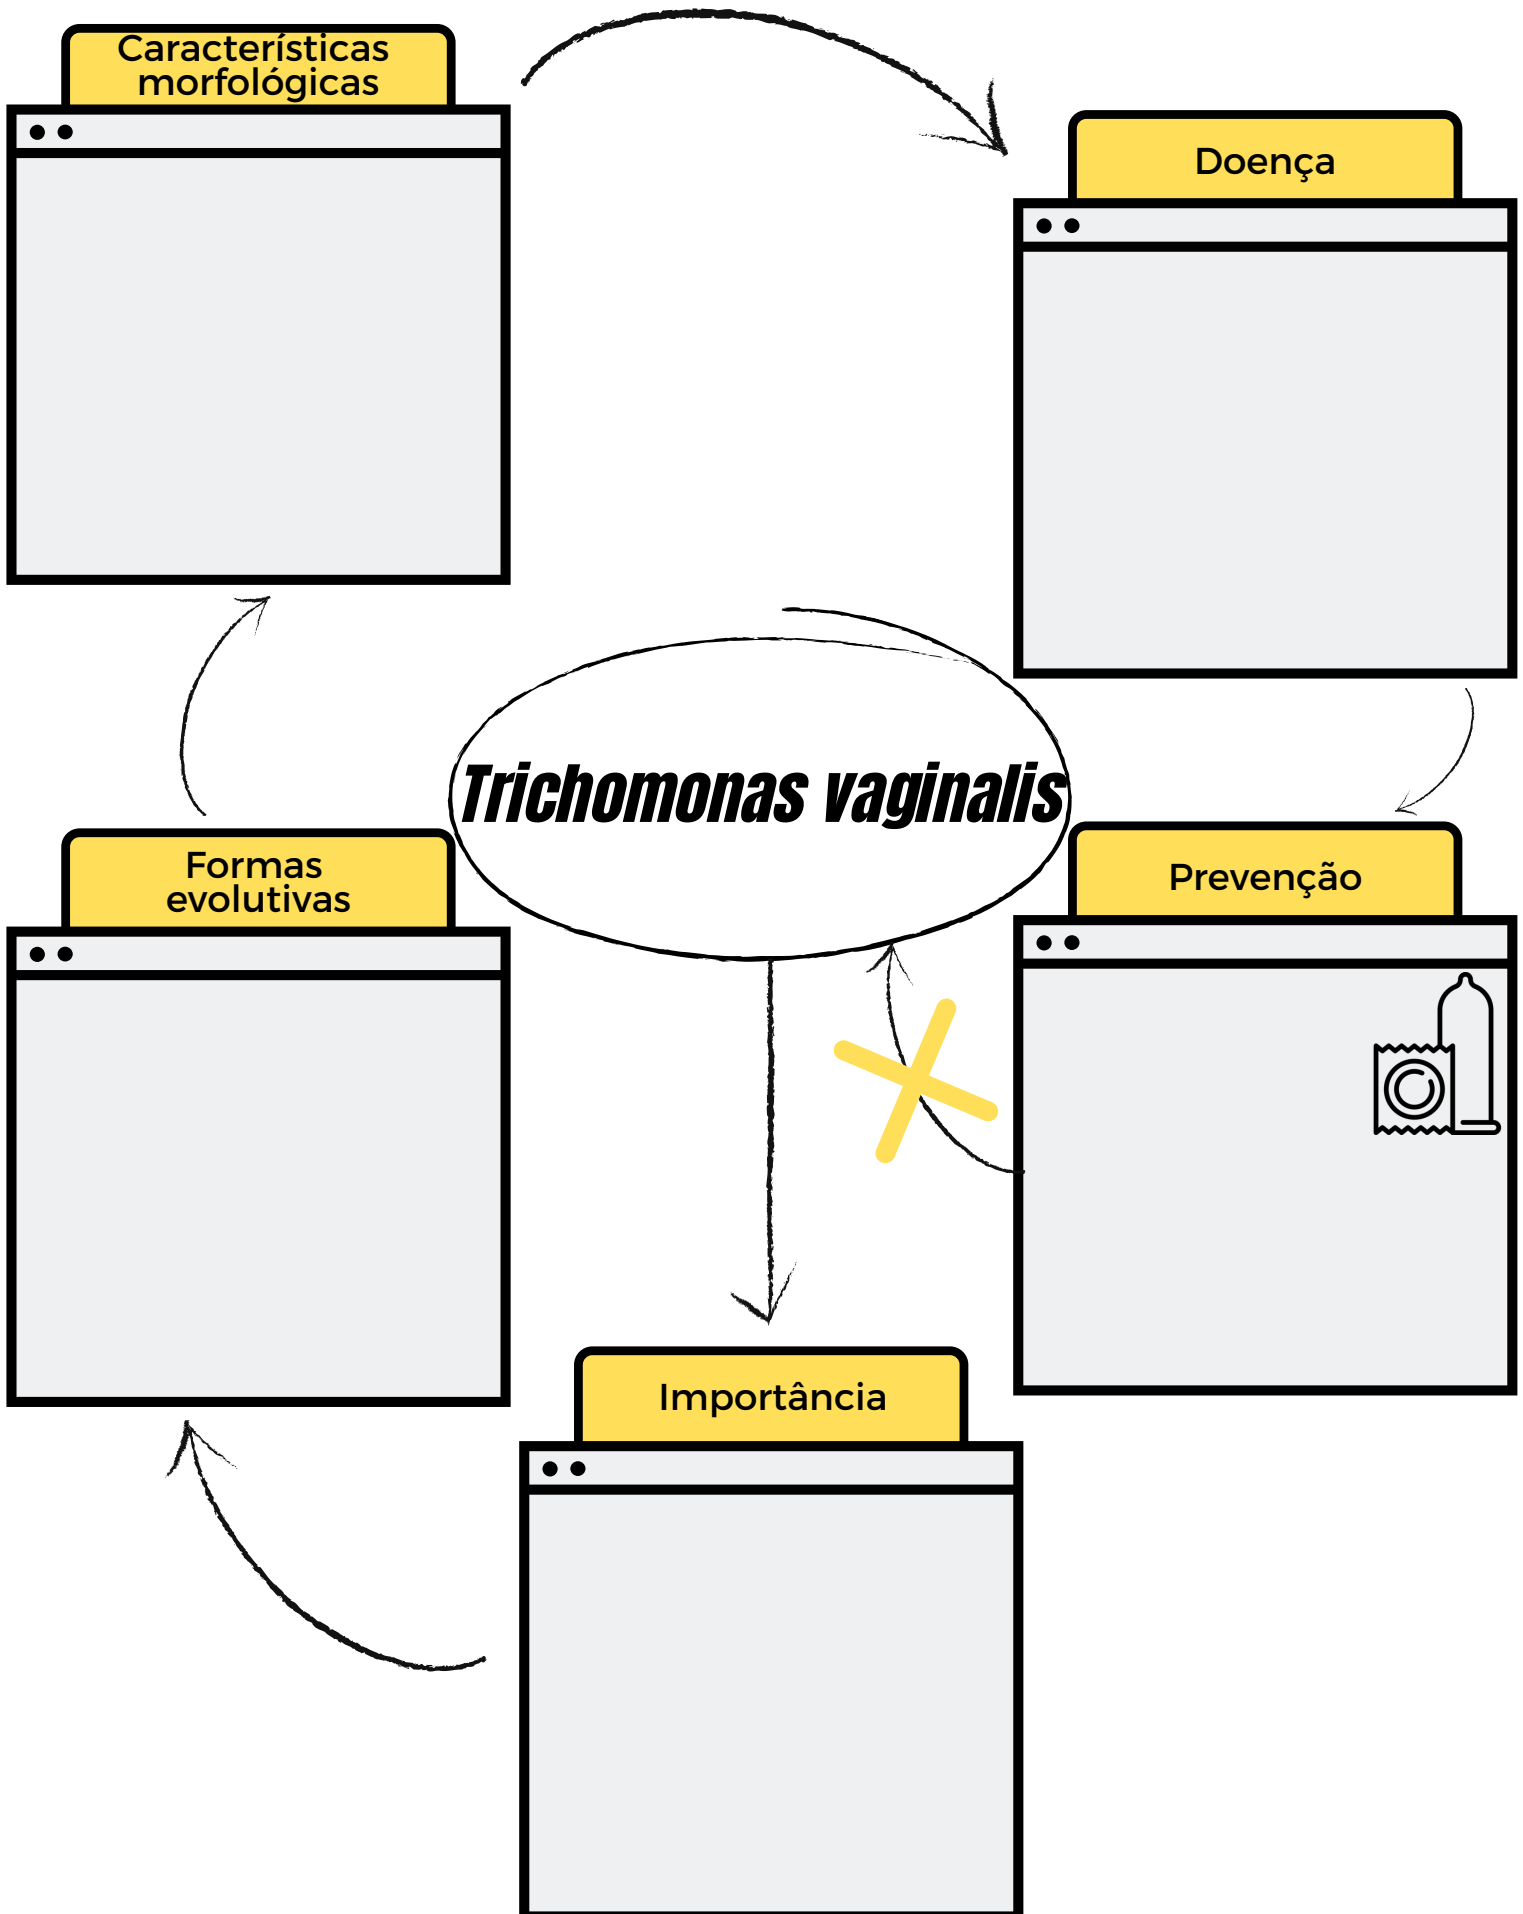 Características
morfológicas
Doença
Trichomonas vaginalis
Formas
evolutivas
Prevenção
Importância